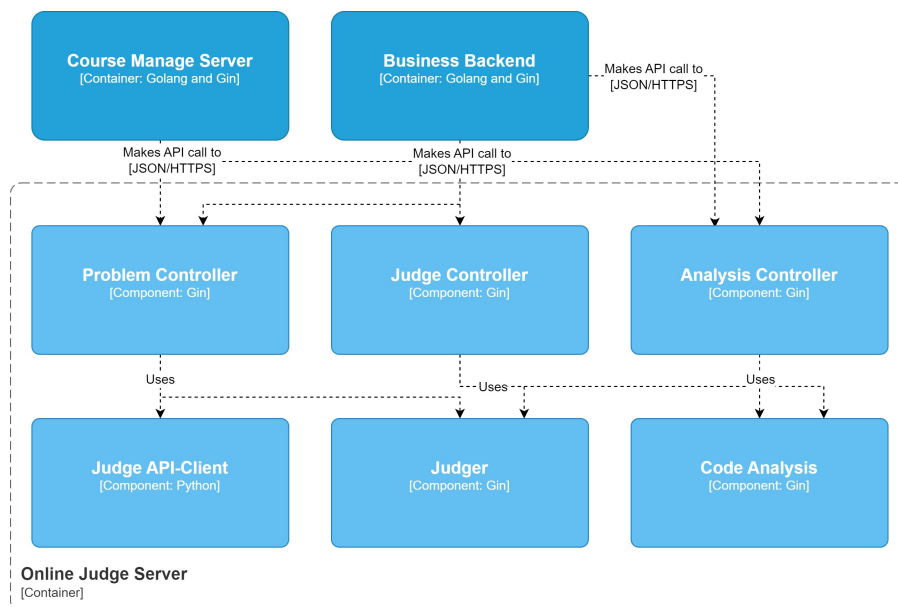 Course Manage Server
[Container: Golang and Gin]
Business Backend
[Container: Golang and Gin]
Makes API call to
[JSON/HTTPS]
Makes API call to
[JSON/HTTPS]
Makes API call to
[JSON/HTTPS]
Problem Controller
[Component: Gin]
Judge Controller
[Component: Gin]
Analysis Controller
[Component: Gin]
Uses
Uses
Uses
Judge API-Client
[Component: Python]
Judger
[Component: Gin]
Code Analysis
[Component: Gin]
Online Judge Server
[Container]